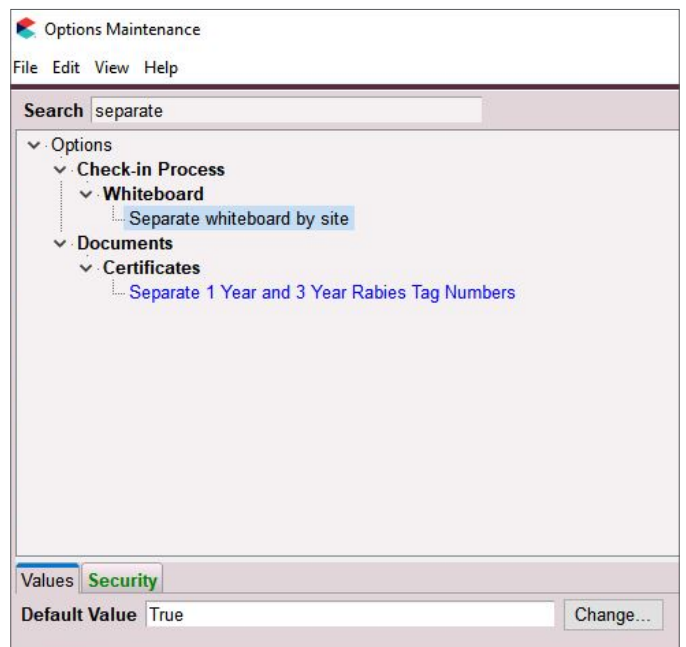 Options Maintenance
File Edit View Help
Search separate
Options
Check-in Process
Whiteboard
Separate whiteboard by site
Documents
Certificates
Separate 1 Year and 3 Year Rabies Tag Numbers
Values Security
Default Value True Change...